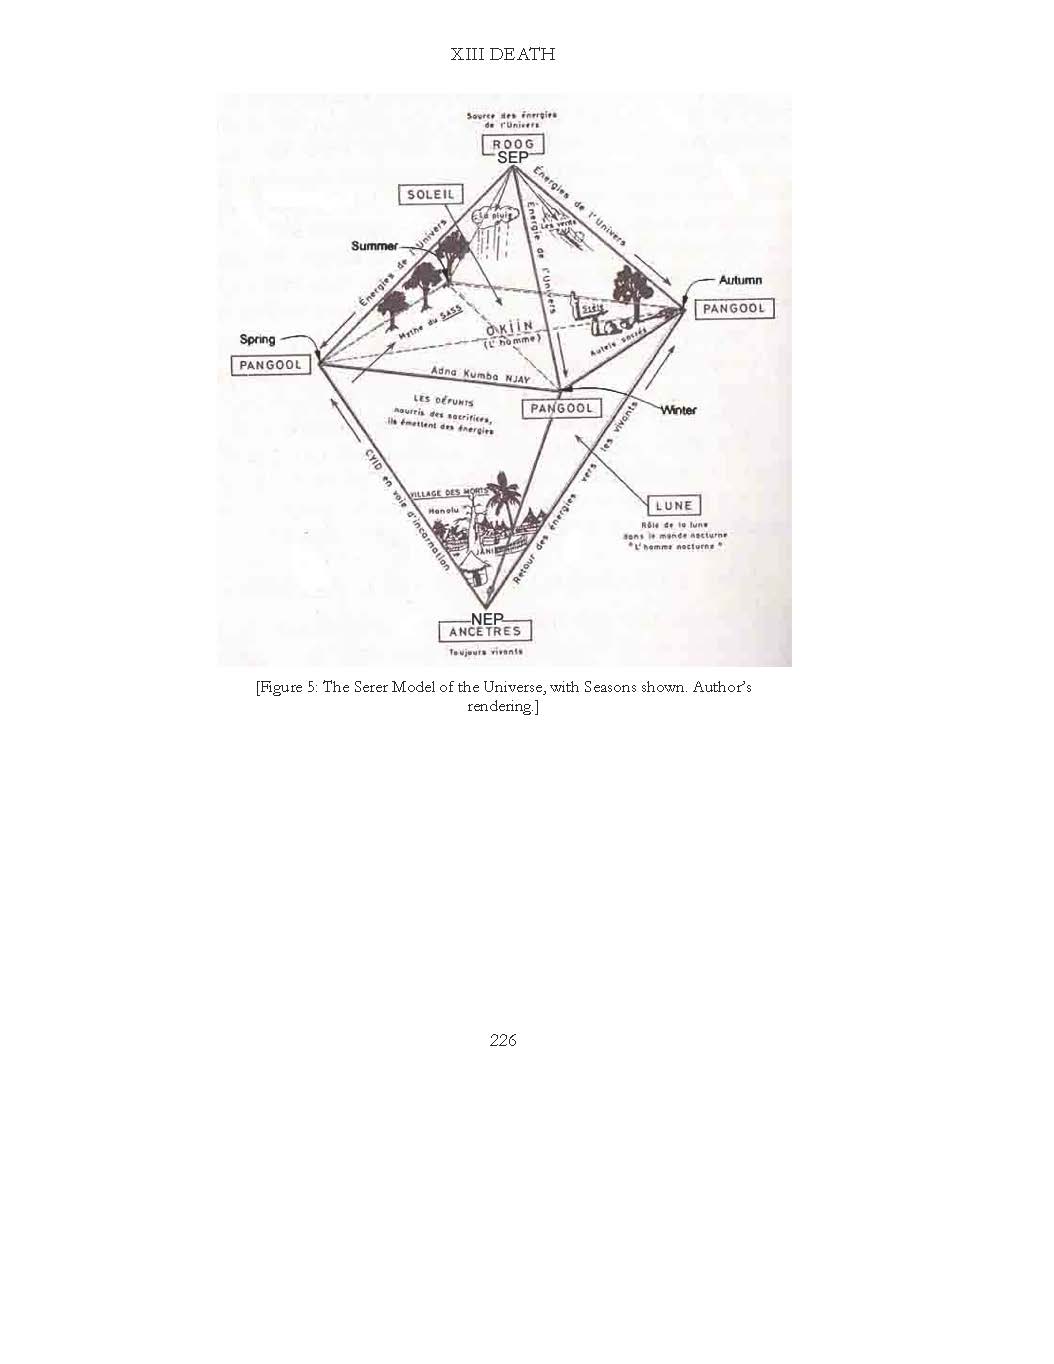 XIII DEATH
Source des énergies
de l'Univers
ROOG
SEP
Énergies de l'Univers
SOLEIL
La pluie
Les vents
Énergie de l'Univers
Énergies de l'Univers
Summer
Autumn
PANGOOL
Stèle
Mythe du SASS
O KIIN
(L'homme)
Autels sacrés
Spring
PANGOOL
Adna Kumba NJAY
LES DÉFUNTS
nourris des sacrifices,
ils émettent des énergies
PANGOOL
Winter
CYID en voie d'incarnation
Retour des énergies vers les vivants
VILLAGE DES MORTS
Honolu
JANI
LUNE
Rôle de la lune
dans le monde nocturne
"L'homme nocturne"
NEP
ANCÊTRES
Toujours vivants
[Figure 5: The Serer Model of the Universe, with Seasons shown. Author's
rendering.]
226